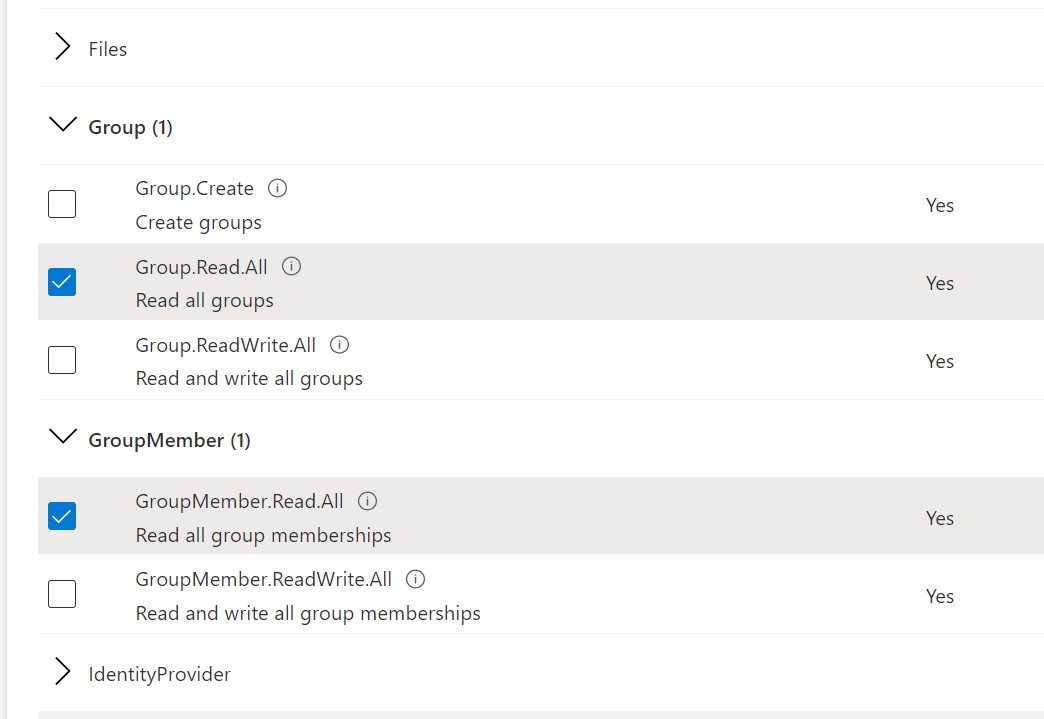 Files
Group (1)
Group.Create
Create groups
Yes
Group.Read.All
Read all groups
Yes
Group.ReadWrite.All
Read and write all groups
Yes
GroupMember (1)
GroupMember.Read.All
Read all group memberships
Yes
GroupMember.ReadWrite.All
Read and write all group memberships
Yes
IdentityProvider